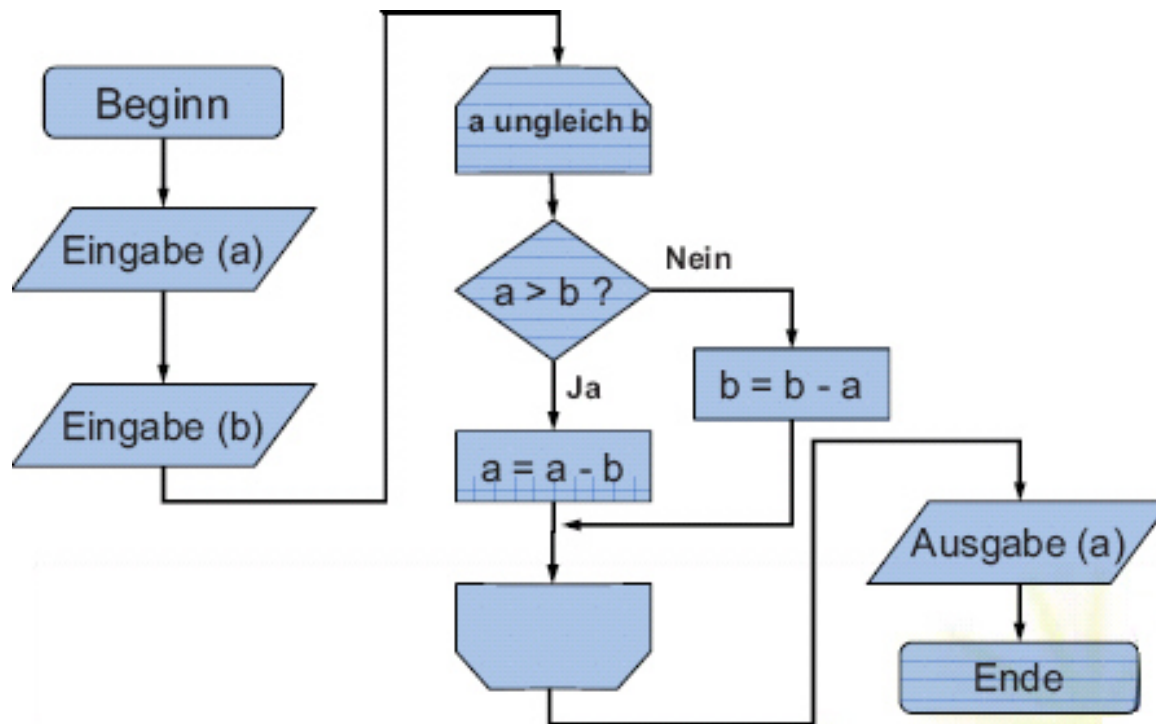 Beginn
Eingabe (a)
Eingabe (b)
a ungleich b
a > b ?
Nein
Ja
b = b - a
a = a - b
Ausgabe (a)
Ende